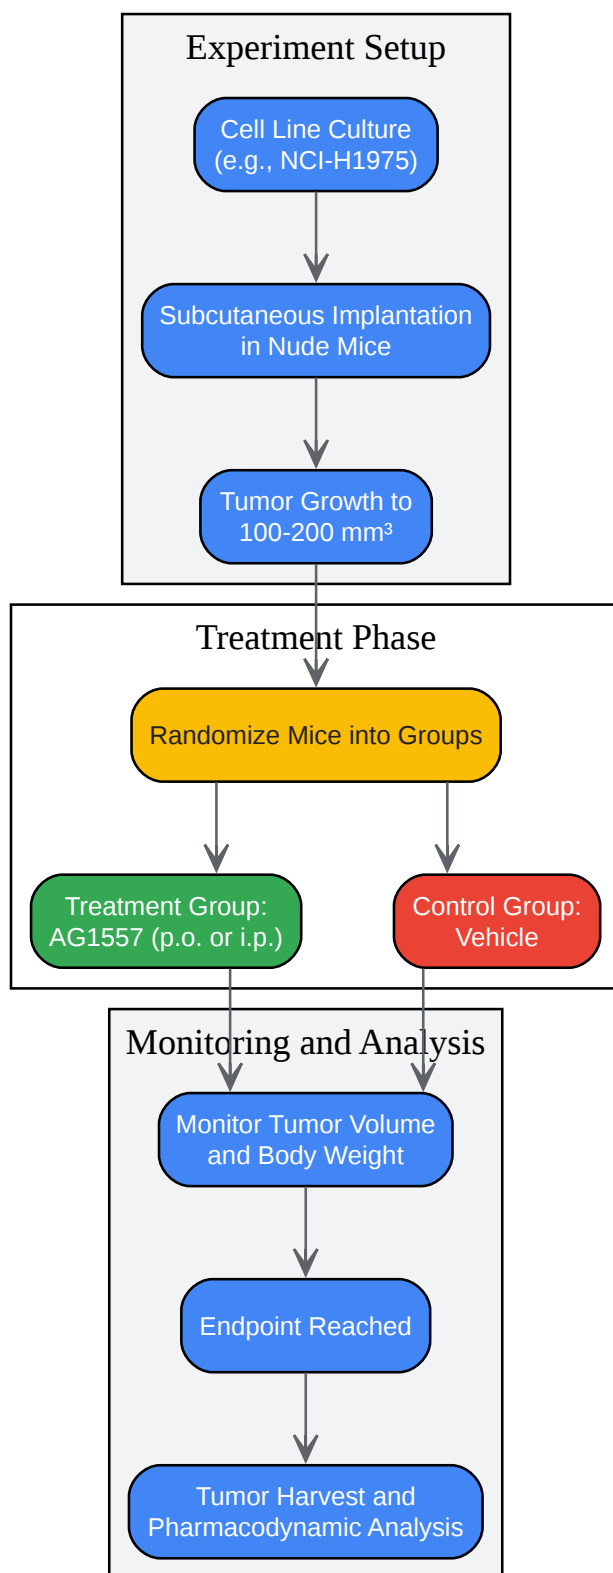 Experiment Setup
Cell Line Culture
(e.g., NCI-H1975)
Subcutaneous Implantation
in Nude Mice
Tumor Growth to
100-200 mm³
Treatment Phase
Randomize Mice into Groups
Treatment Group:
AG1557 (p.o. or i.p.)
Control Group:
Vehicle
Monitoring and Analysis
Monitor Tumor Volume
and Body Weight
Endpoint Reached
Tumor Harvest and
Pharmacodynamic Analysis